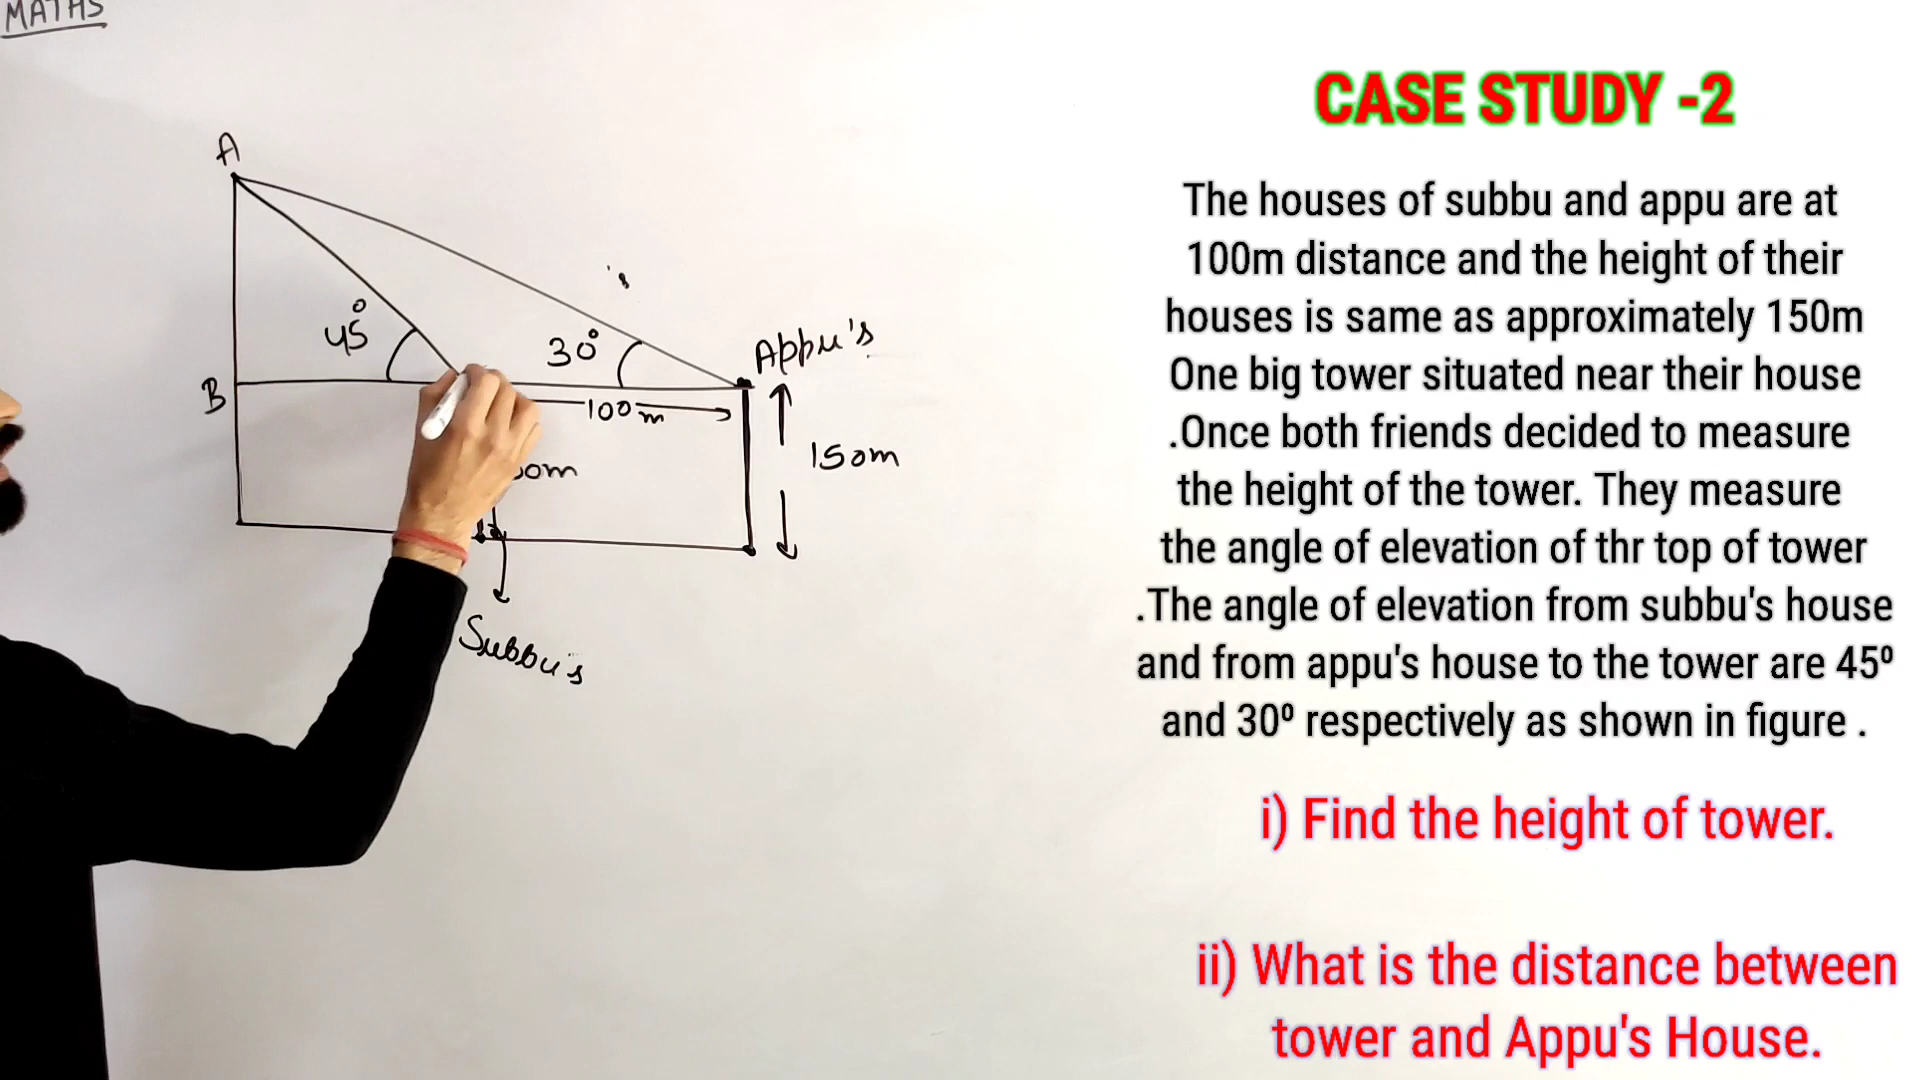 MATHS
A
45°
30°
Appu's
B
100m
150m
0m
Subbu's
CASE STUDY -2
The houses of subbu and appu are at
100m distance and the height of their
houses is same as approximately 150m
One big tower situated near their house
.Once both friends decided to measure
the height of the tower. They measure
the angle of elevation of thr top of tower
.The angle of elevation from subbu's house
and from appu's house to the tower are 45⁰
and 30⁰ respectively as shown in figure .
i) Find the height of tower.
ii) What is the distance between
tower and Appu's House.